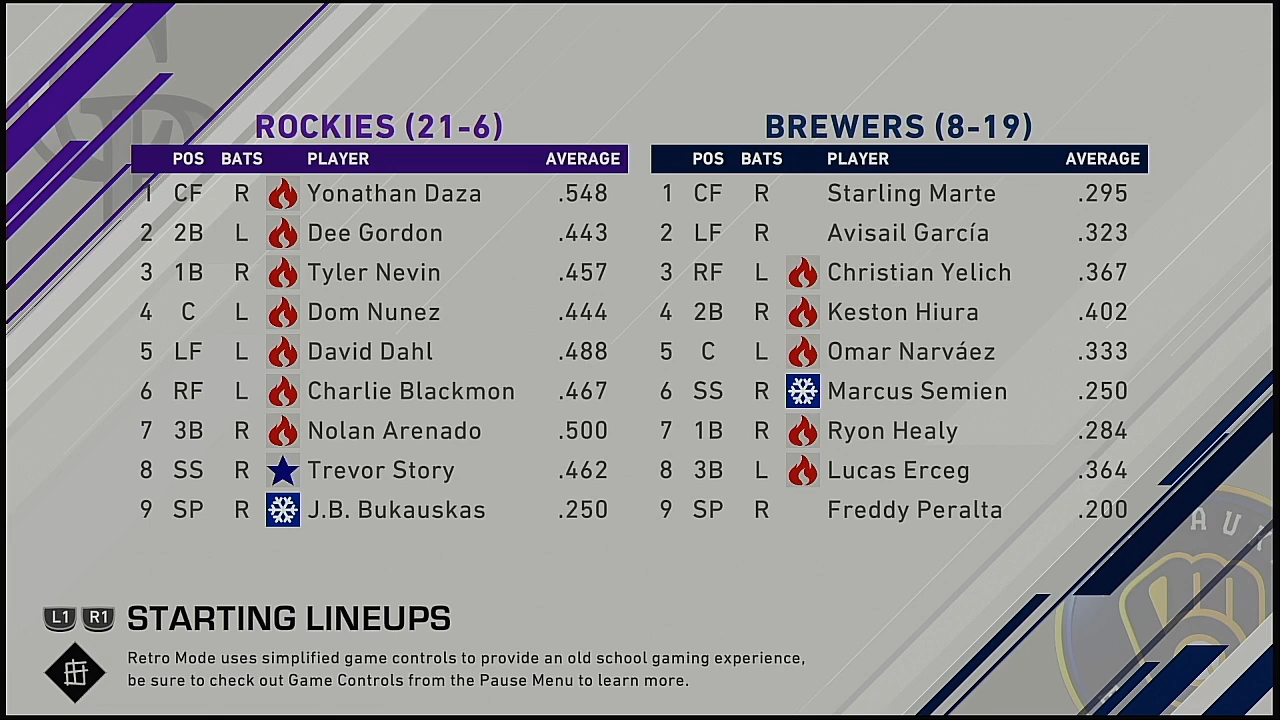 ROCKIES (21-6)
POS BATS PLAYER AVERAGE
1 CF R Yonathan Daza .548
2 2B L Dee Gordon .443
3 1B R Tyler Nevin .457
4 C L Dom Nunez .444
5 LF L David Dahl .488
6 RF L Charlie Blackmon .467
7 3B R Nolan Arenado .500
8 SS R Trevor Story .462
9 SP R J.B. Bukauskas .250
BREWERS (8-19)
POS BATS PLAYER AVERAGE
1 CF R Starling Marte .295
2 LF R Avisail García .323
3 RF L Christian Yelich .367
4 2B R Keston Hiura .402
5 C L Omar Narváez .333
6 SS R Marcus Semien .250
7 1B R Ryon Healy .284
8 3B L Lucas Erceg .364
9 SP R Freddy Peralta .200
L1 R1 STARTING LINEUPS
Retro Mode uses simplified game controls to provide an old school gaming experience,
be sure to check out Game Controls from the Pause Menu to learn more.